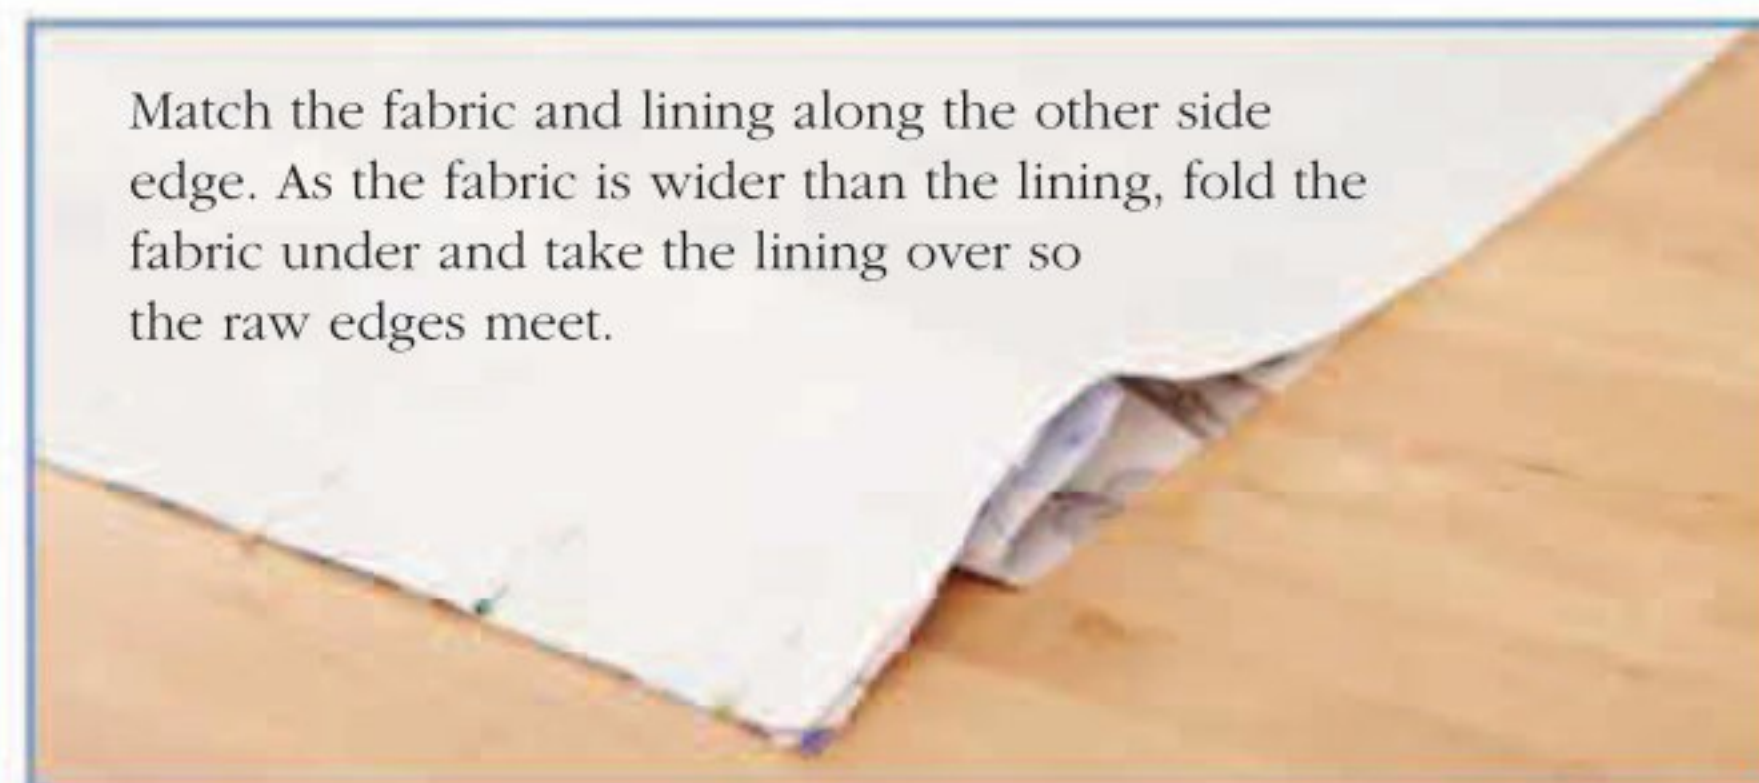 Match the fabric and lining along the other side
edge. As the fabric is wider than the lining, fold the
fabric under and take the lining over so
the raw edges meet.